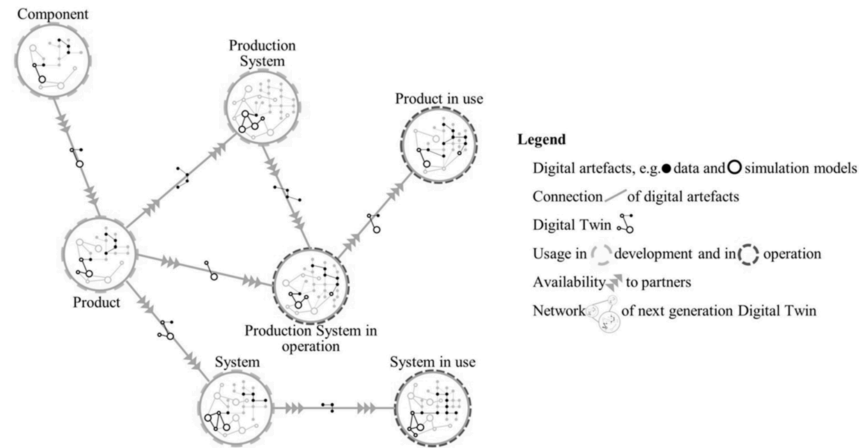 Component
Production
System
Product in use
Product
Production System in
operation
System
System in use
Legend
Digital artefacts, e.g. data and simulation models
Connection of digital artefacts
Digital Twin
Usage in development and in operation
Availability to partners
Network of next generation Digital Twin